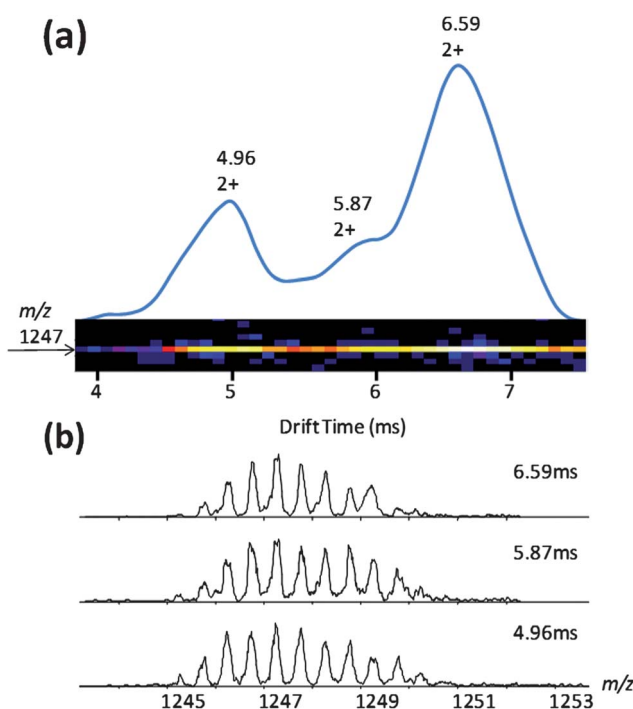 (a)
6.59
2+
4.96
2+
5.87
2+
m/z
1247
4 5 6 7
Drift Time (ms)
(b)
6.59ms
5.87ms
4.96ms
1245 1247 1249 1251 1253
m/z